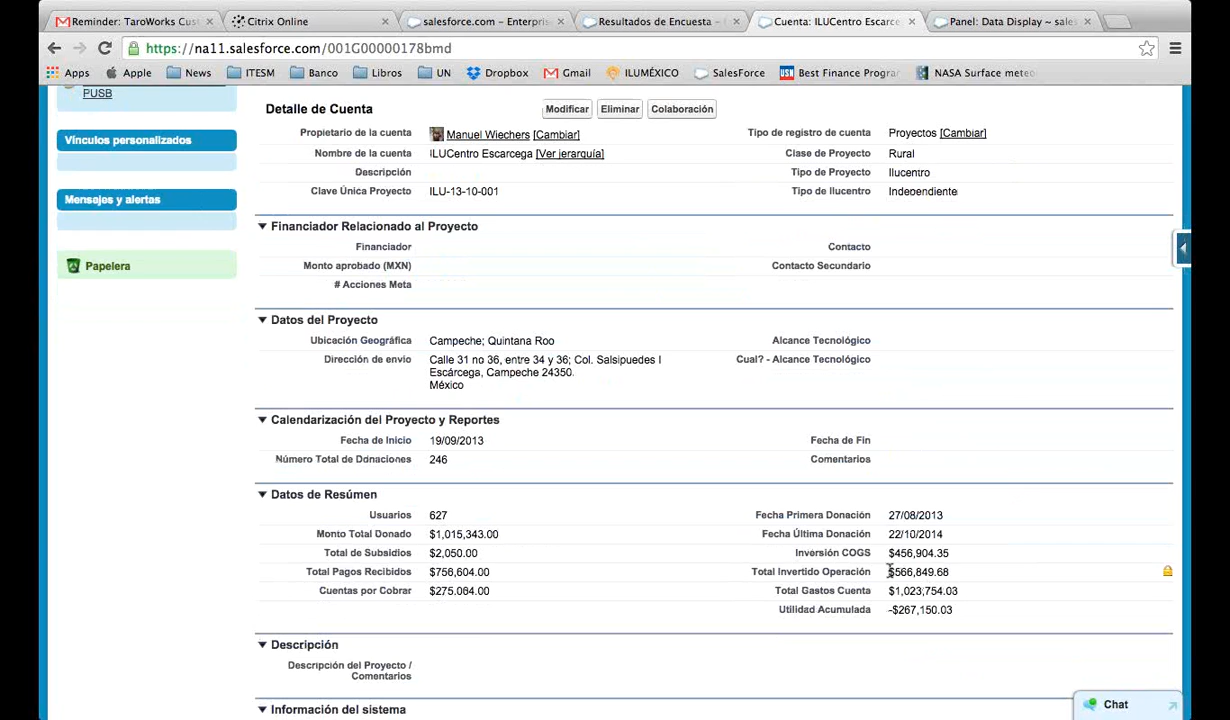 Reminder: TaroWorks Cus
Citrix Online
salesforce.com – Enterpris
Resultados de Encuesta –
Cuenta: ILUCentro Escarce
Panel: Data Display ~ sales
https://na11.salesforce.com/001G00000178bmd
Apps Apple News ITESM Banco Libros UN Dropbox Gmail ILUMÉXICO SalesForce Best Finance Progra NASA Surface meteo
PUSB
Vínculos personalizados
Mensajes y alertas
Papelera
Detalle de Cuenta Modificar Eliminar Colaboración
Propietario de la cuenta Manuel Wiechers [Cambiar] Tipo de registro de cuenta Proyectos [Cambiar]
Nombre de la cuenta ILUCentro Escarcega [Ver jerarquía] Clase de Proyecto Rural
Descripción Tipo de Proyecto Ilucentro
Clave Única Proyecto ILU-13-10-001 Tipo de Ilucentro Independiente
Financiador Relacionado al Proyecto
Financiador Contacto
Monto aprobado (MXN) Contacto Secundario
# Acciones Meta
Datos del Proyecto
Ubicación Geográfica Campeche; Quintana Roo Alcance Tecnológico
Dirección de envío Calle 31 no 36, entre 34 y 36; Col. Salsipuedes I Cual? - Alcance Tecnológico
Escárcega, Campeche 24350.
México
Calendarización del Proyecto y Reportes
Fecha de Inicio 19/09/2013 Fecha de Fin
Número Total de Donaciones 246 Comentarios
Datos de Resúmen
Usuarios 627 Fecha Primera Donación 27/08/2013
Monto Total Donado $1,015,343.00 Fecha Última Donación 22/10/2014
Total de Subsidios $2,050.00 Inversión COGS $456,904.35
Total Pagos Recibidos $756,604.00 Total Invertido Operación $566,849.68
Cuentas por Cobrar $275,064.00 Total Gastos Cuenta $1,023,754.03
Utilidad Acumulada -$267,150.03
Descripción
Descripción del Proyecto /
Comentarios
Información del sistema
Chat